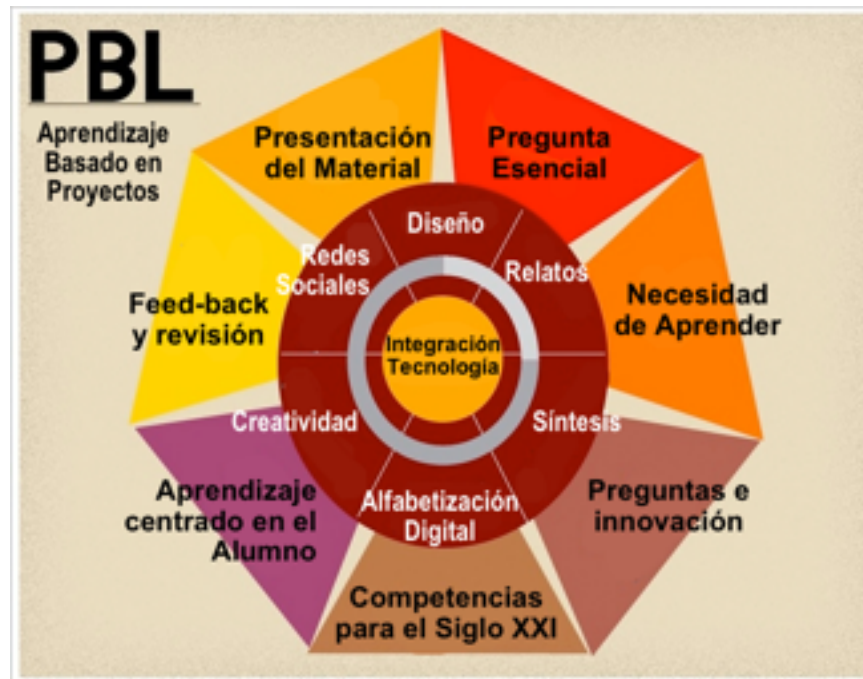 PBL
Aprendizaje
Basado en
Proyectos
Presentación
del Material
Pregunta
Esencial
Necesidad
de Aprender
Preguntas e
innovación
Competencias
para el Siglo XXI
Aprendizaje
centrado en el
Alumno
Feed-back
y revisión
Diseño
Relatos
Síntesis
Alfabetización
Digital
Creatividad
Redes
Sociales
Integración
Tecnología